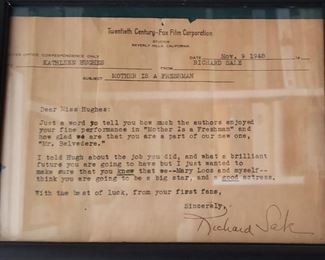 Twentieth Century-Fox Film Corporation
STUDIOS
BEVERLY HILLS, CALIFORNIA
INTER OFFICE CORRESPONDENCE ONLY
DATE Nov. 9 1948
TO KATHLEEN HUGHES
FROM RICHARD SALE
SUBJECT MOTHER IS A FRESHMAN
Dear Miss Hughes:
Just a word yo tell you how much the authors enjoyed
your fine performance in "Mother Is a Freshman" and
how glad we are that you are a part of our new one,
"Mr. Belvedere."
I told Hugh about the job you did, and what a brilliant
future you are going to have but I just wanted to
make sure that you knew that we--Mary Loos and myself--
think you are going to be a big star, and a good actress.
With the best of luck, from your first fans,
Sincerely,
Richard Sale